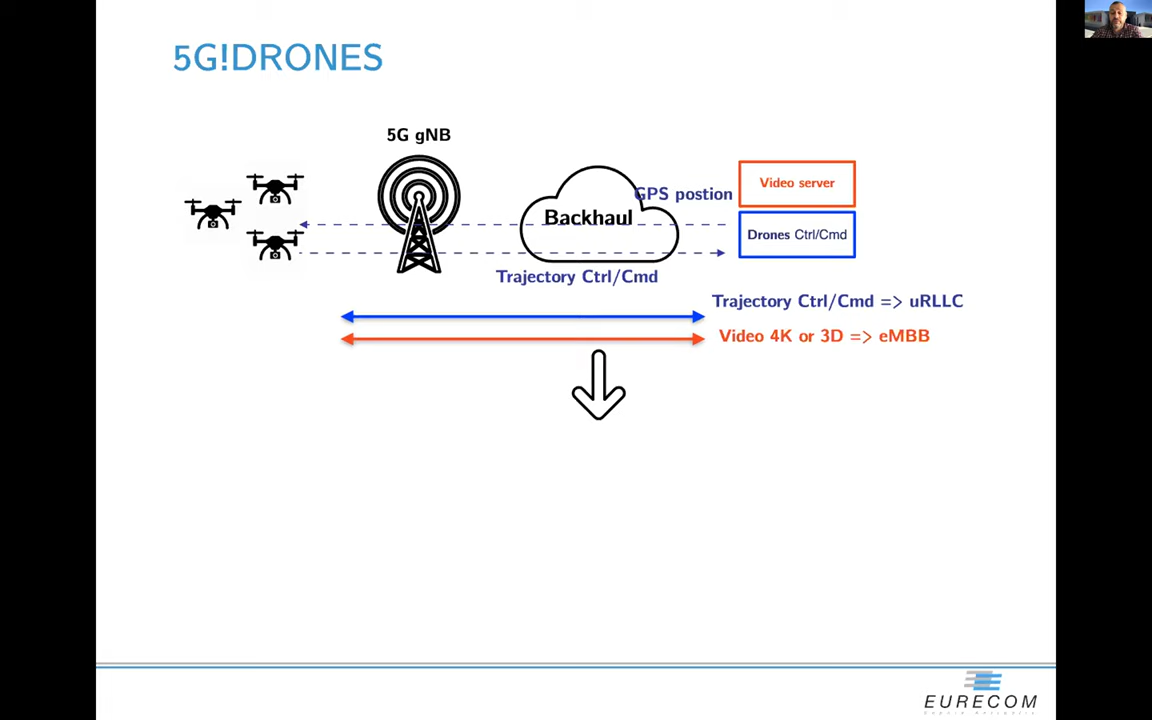 5G!DRONES
5G gNB
GPS postion
Video server
Backhaul
Drones Ctrl/Cmd
Trajectory Ctrl/Cmd
Trajectory Ctrl/Cmd => uRLLC
Video 4K or 3D => eMBB
EURECOM